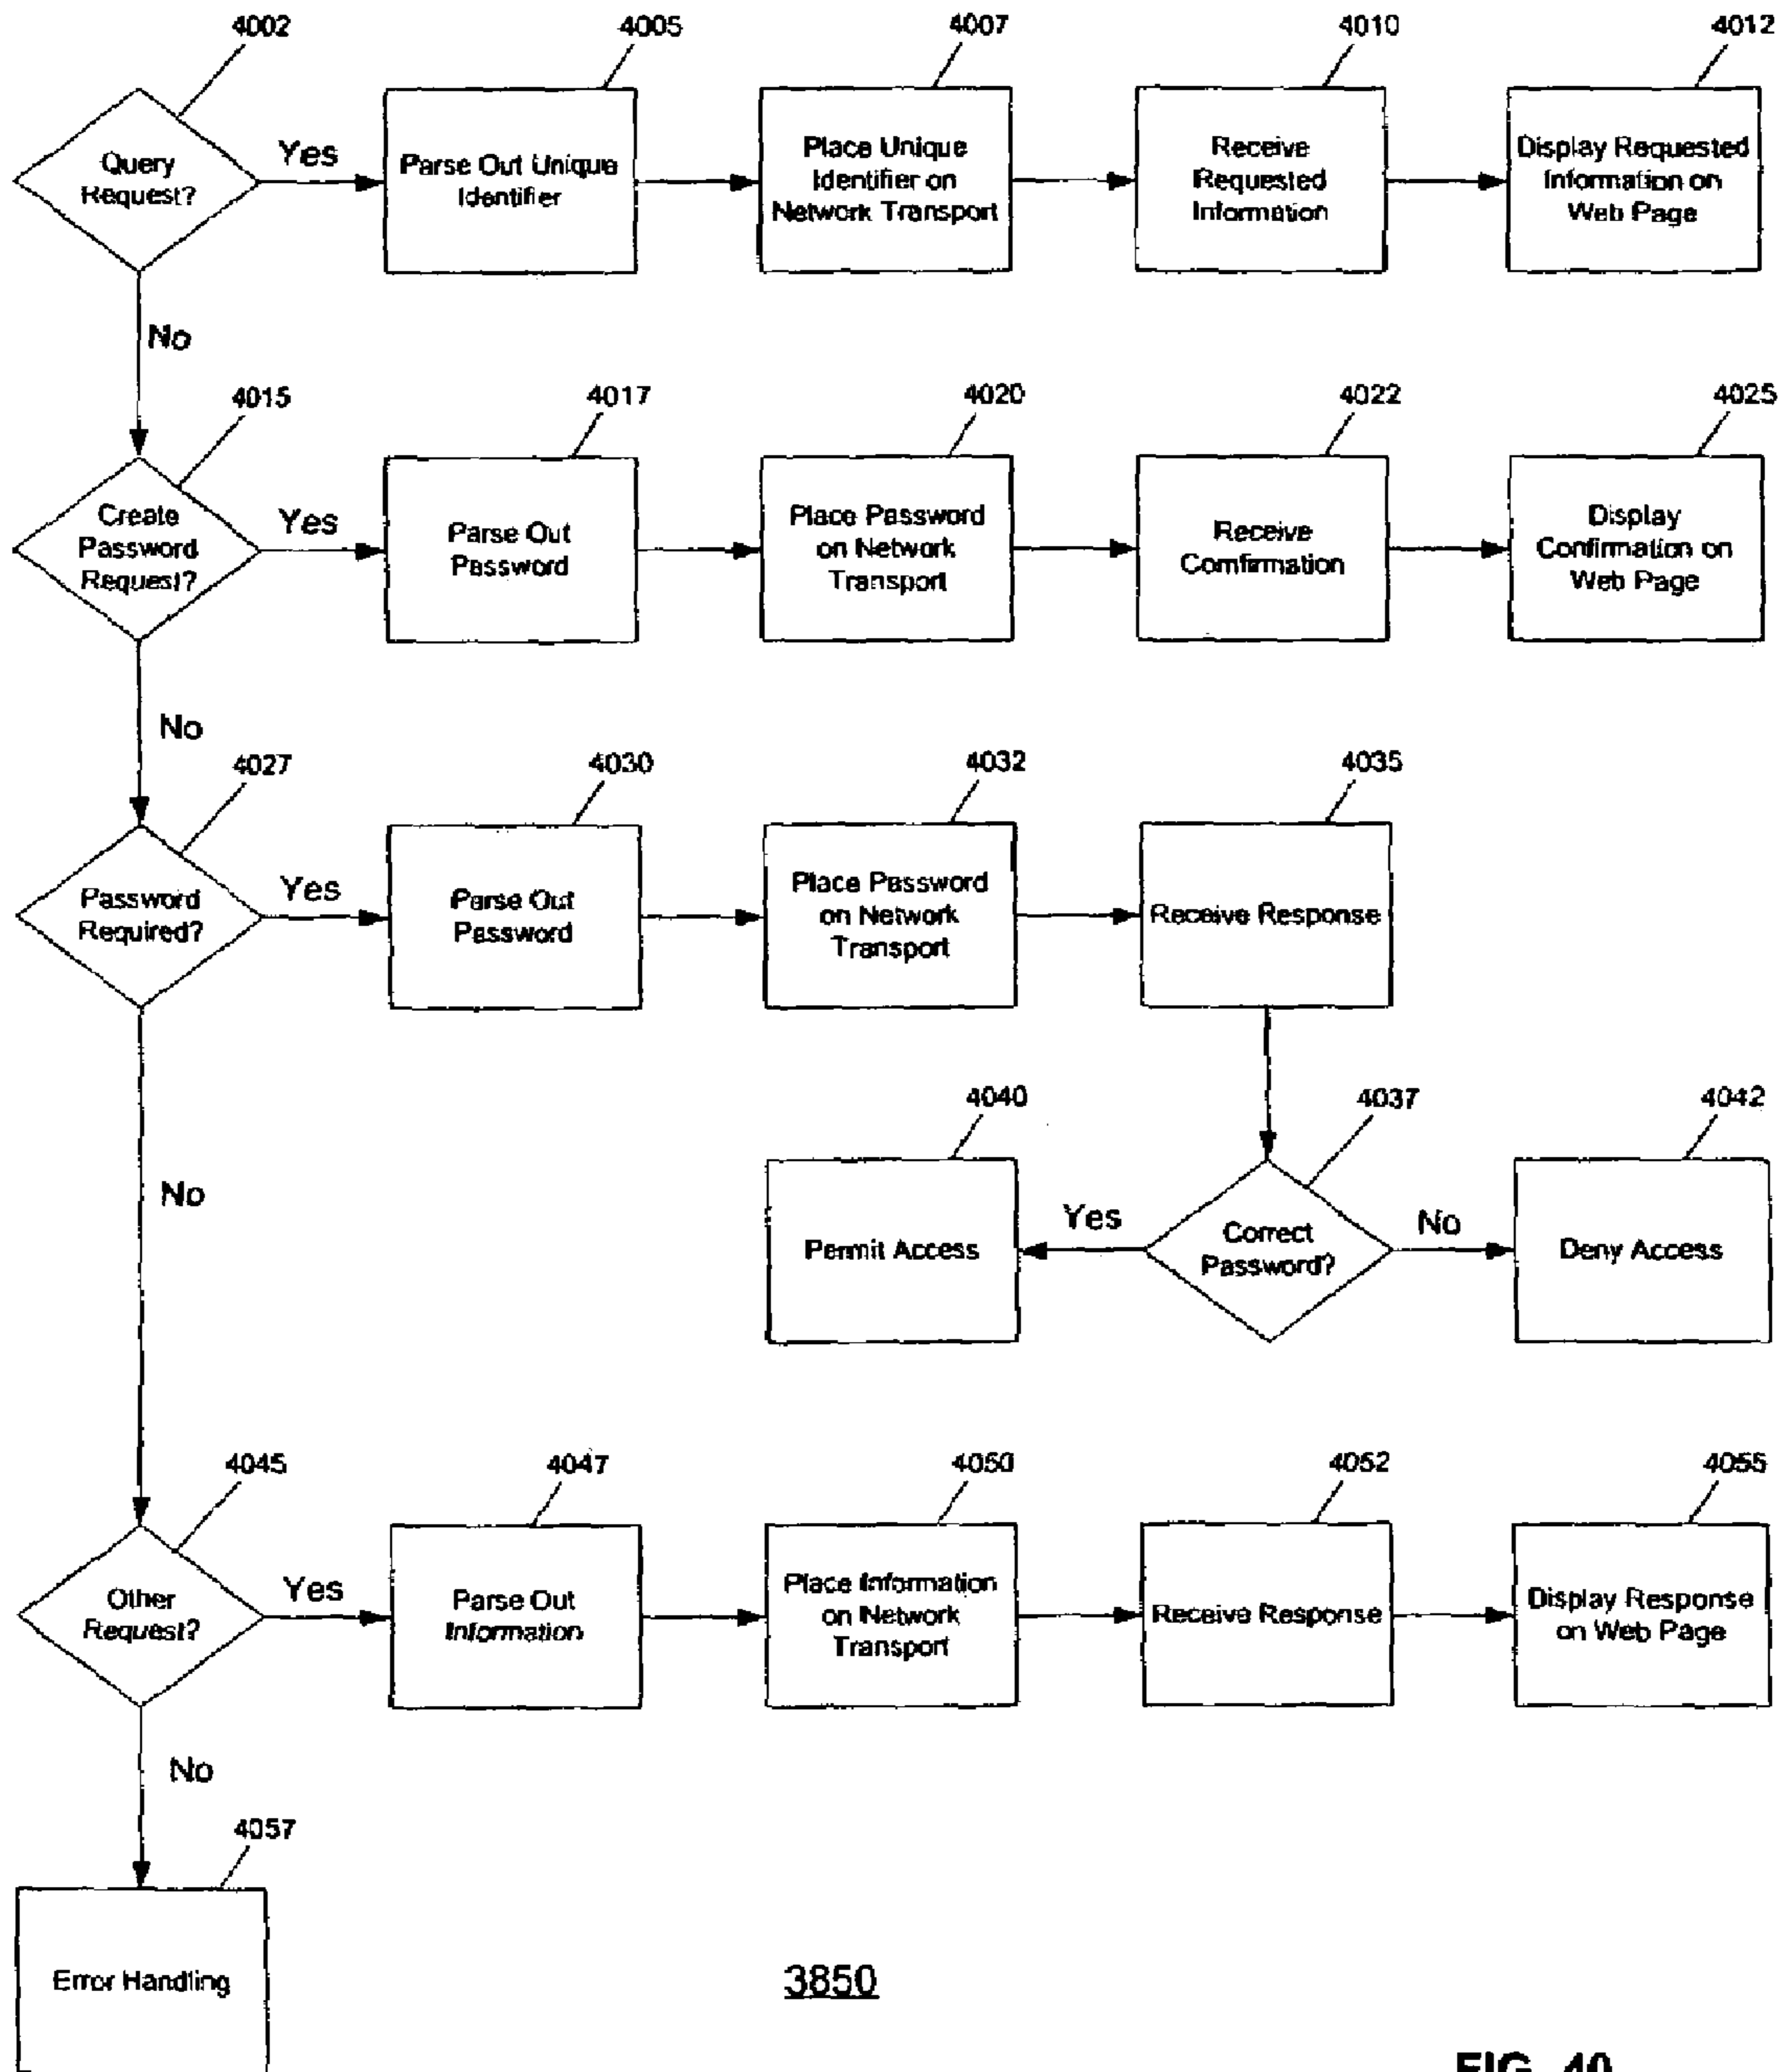 4002
4005
4007
4010
4012
Query
Request?
Yes
Parse Out Unique
Identifier
Place Unique
Identifier on
Network Transport
Receive
Requested
Information
Display Requested
Information on
Web Page
No
4015
4017
4020
4022
4025
Create
Password
Request?
Yes
Parse Out
Password
Place Password
on Network
Transport
Receive
Comfirmation
Display
Confirmation on
Web Page
No
4027
4030
4032
4035
Password
Required?
Yes
Parse Out
Password
Place Password
on Network
Transport
Receive Response
No
4040
4037
4042
Permit Access
Yes
Correct
Password?
No
Deny Access
4045
4047
4050
4052
4055
Other
Request?
Yes
Parse Out
Information
Place Information
on Network
Transport
Receive Response
Display Response
on Web Page
No
4057
Error Handling
3850
FIG. 40